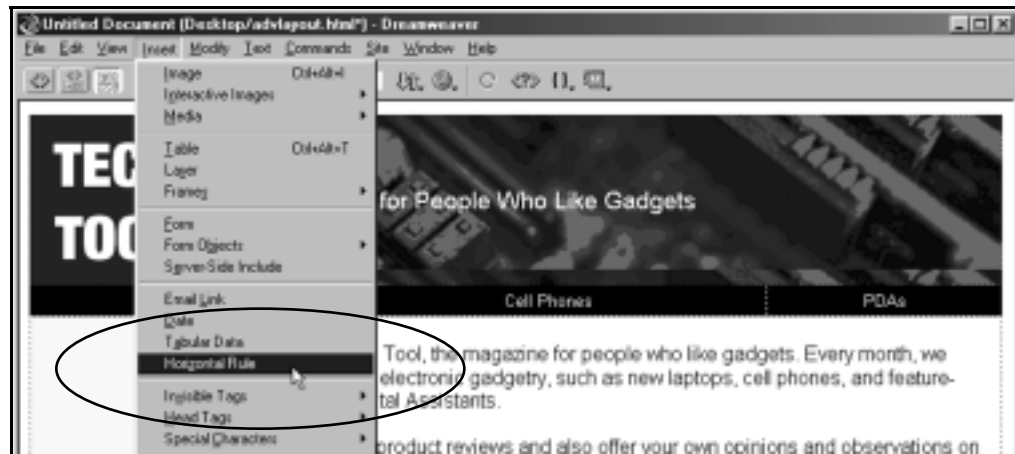 Untitled Document (Desktop/advlayout.html*) - Dreamweaver
File Edit View Insert Modify Text Commands Site Window Help
Image Ctrl+Alt+I
Interactive Images
Media
Table Ctrl+Alt+T
Layer
Frames
Form
Form Objects
Server-Side Include
Email Link
Date
Tabular Data
Horizontal Rule
Invisible Tags
Head Tags
Special Characters
TEC
TOO
for People Who Like Gadgets
Cell Phones PDAs
Tool, the magazine for people who like gadgets. Every month, we
electronic gadgetry, such as new laptops, cell phones, and feature-
tal Assistants.
product reviews and also offer your own opinions and observations on